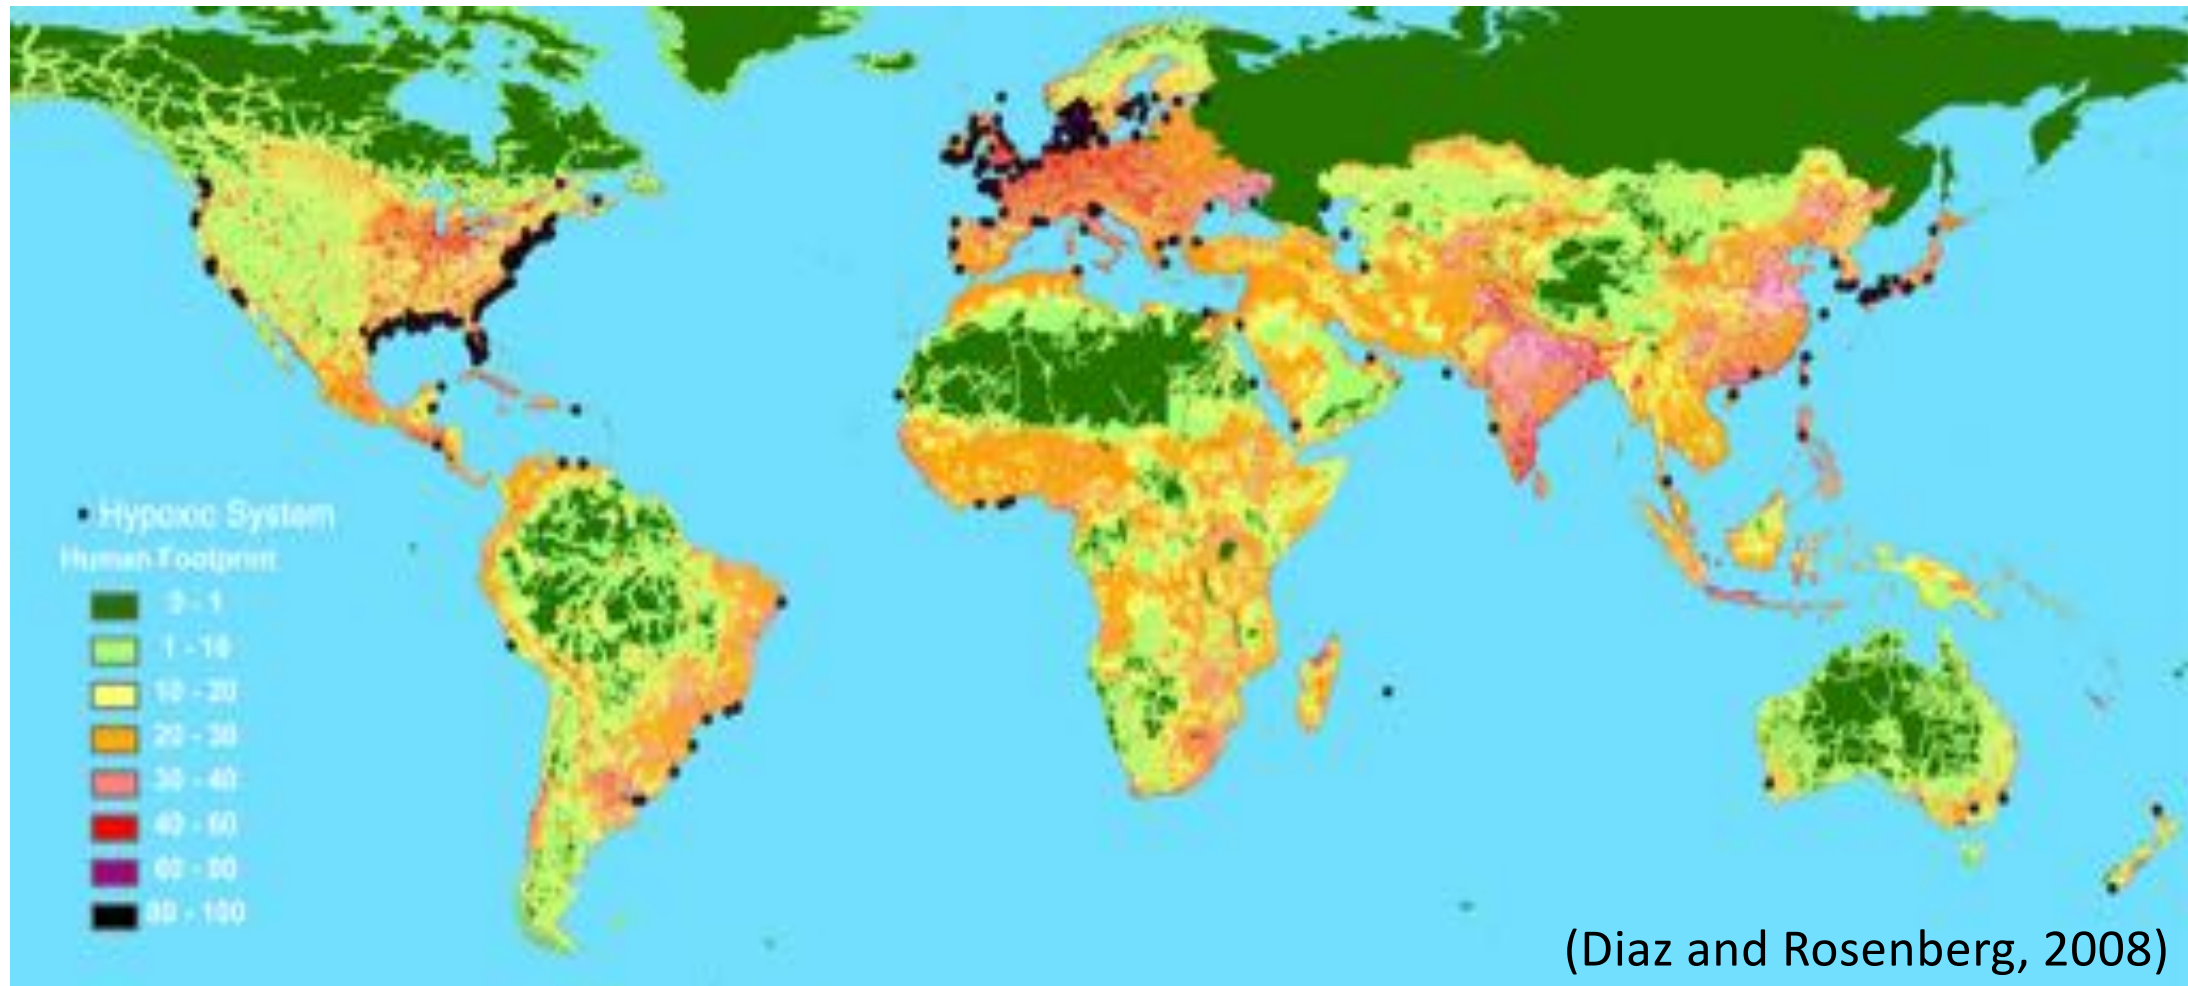 Hypoxic System
Human Footprint
0 - 1
1 - 10
10 - 20
20 - 30
30 - 40
40 - 60
60 - 80
80 - 100
(Diaz and Rosenberg, 2008)